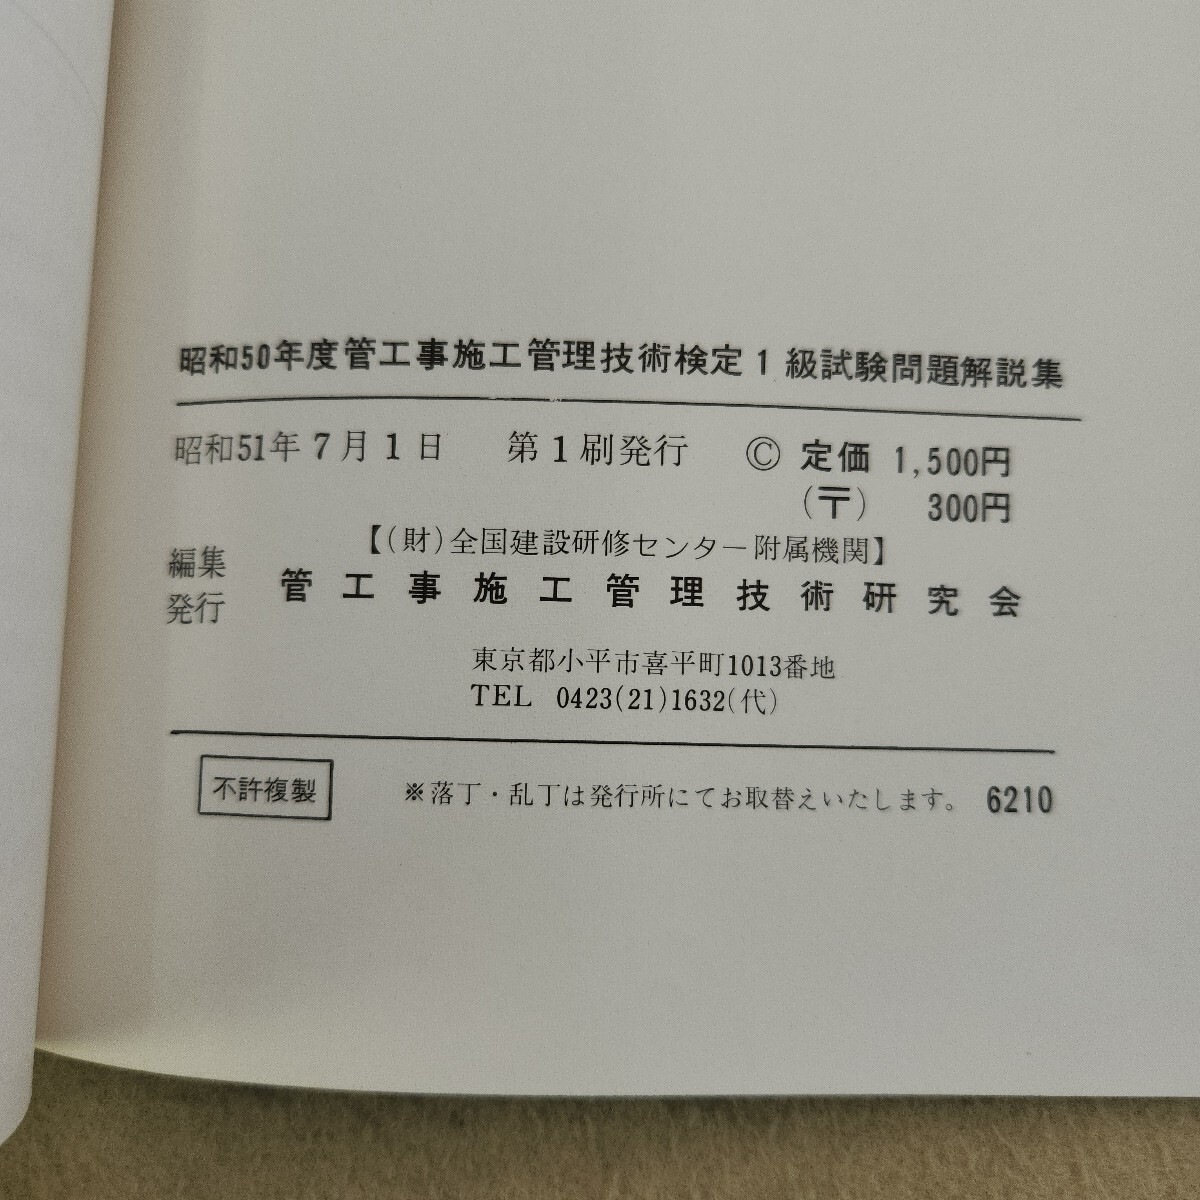 昭和50年度管工事施工管理技術検定1級試験問題解説集
昭和51年7月1日 第1刷発行 © 定価 1,500円
(〒) 300円
【(財)全国建設研修センター附属機関】
編集
発行
管工事施工管理技術研究会
東京都小平市喜平町1013番地
TEL 0423(21)1632(代)
不許複製 ※落丁・乱丁は発行所にてお取替えいたします。 6210